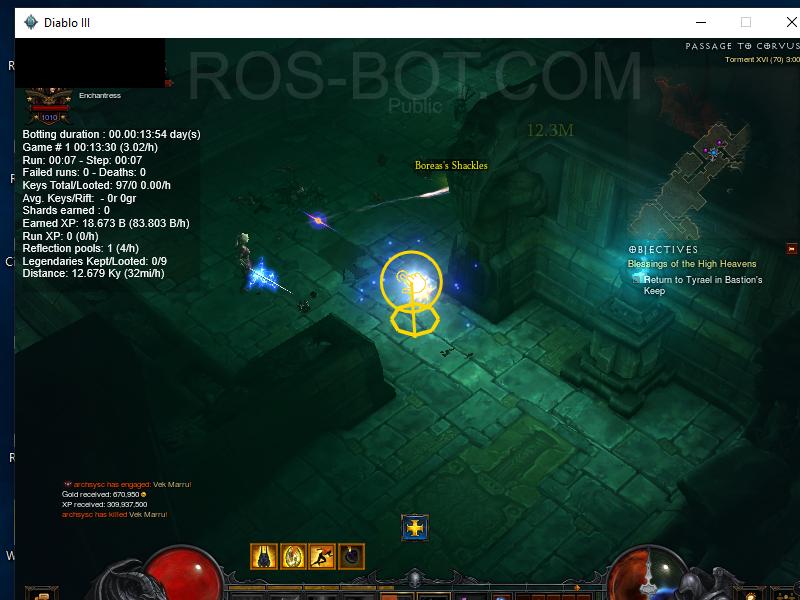 Diablo III
PASSAGE TO CORVUS
Torment XVI (70) 3:00
ROS-BOT.COM
Public
Enchantress
1010
12.3M
Botting duration : 00.00:13:54 day(s)
Game # 1 00:13:30 (3.02/h)
Run: 00:07 - Step: 00:07
Failed runs: 0 - Deaths: 0
Keys Total/Looted: 97/0 0.00/h
Avg. Keys/Rift:  - 0r 0gr
Shards earned : 0
Earned XP: 18.673 B (83.803 B/h)
Run XP: 0 (0/h)
Reflection pools: 1 (4/h)
Legendaries Kept/Looted: 0/9
Distance: 12.679 Ky (32mi/h)
Boreas's Shackles
OBJECTIVES
Blessings of the High Heavens
Return to Tyrael in Bastion's
Keep
archsysc has engaged: Vek Marru!
Gold received: 670,950
XP received: 309,937,500
archsysc has killed Vek Marru!